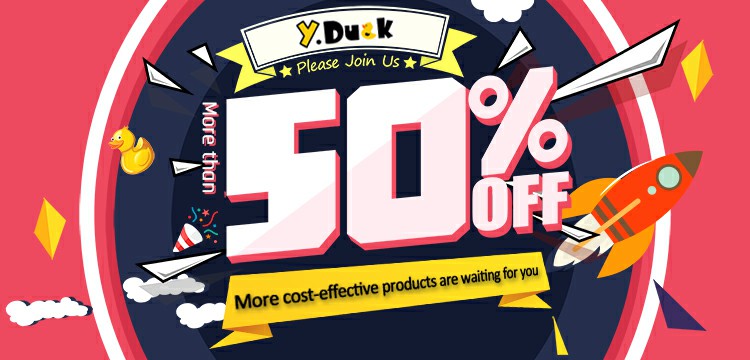 Y.Duck
Please Join Us
More than
50%
OFF
More cost-effective products are waiting for you